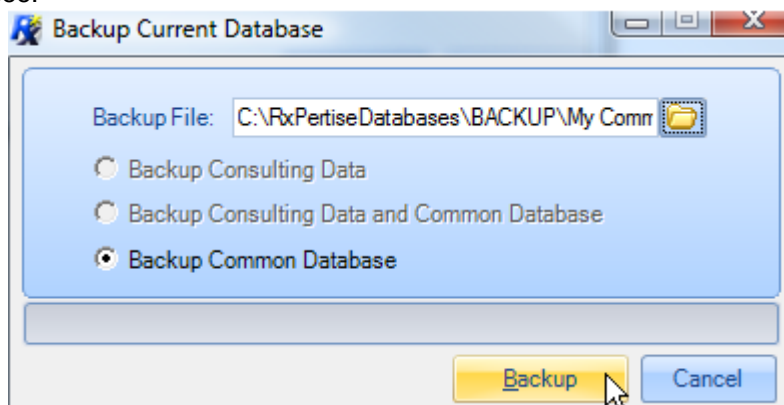 Backup Current Database
Backup File: C:\RxPertiseDatabases\BACKUP\My Comm
Backup Consulting Data
Backup Consulting Data and Common Database
Backup Common Database
Backup Cancel